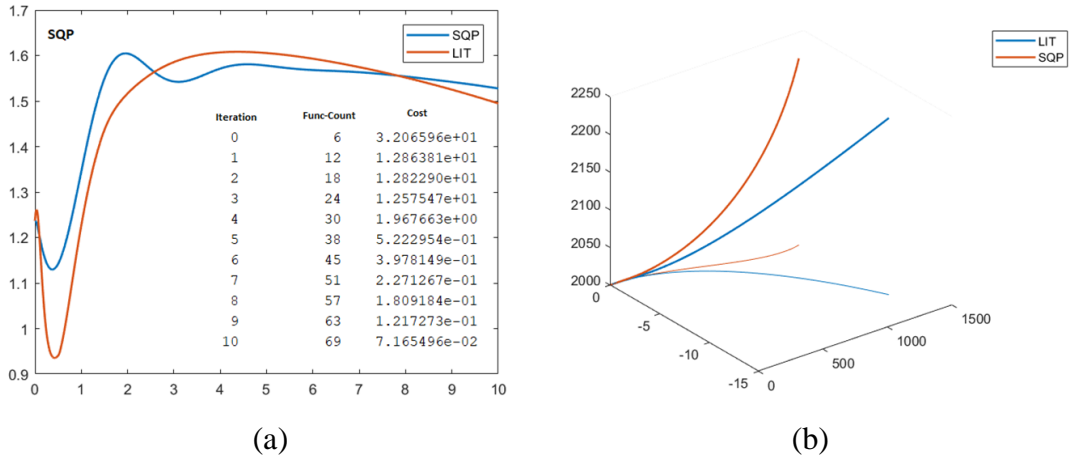 1.7
1.6
1.5
1.4
1.3
1.2
1.1
1
0.9
0 1 2 3 4 5 6 7 8 9 10
SQP
SQP
LIT
Iteration Func-Count Cost
0 6 3.206596e+01
1 12 1.286381e+01
2 18 1.282290e+01
3 24 1.257547e+01
4 30 1.967663e+00
5 38 5.222954e-01
6 45 3.978149e-01
7 51 2.271267e-01
8 57 1.809184e-01
9 63 1.217273e-01
10 69 7.165496e-02
(a)
LIT
SQP
2250
2200
2150
2100
2050
2000
0
-5
-10
-15
0
500
1000
1500
(b)